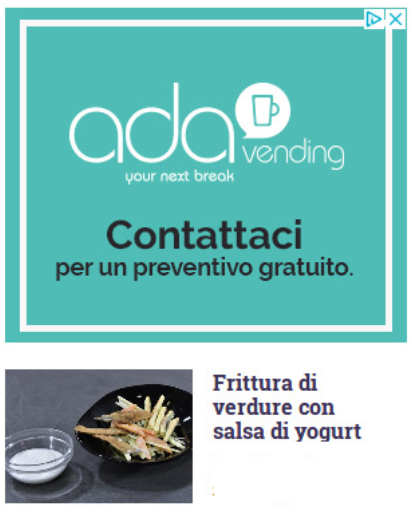 ada
vending
your next break
Contattaci
per un preventivo gratuito.
Frittura di
verdure con
salsa di yogurt